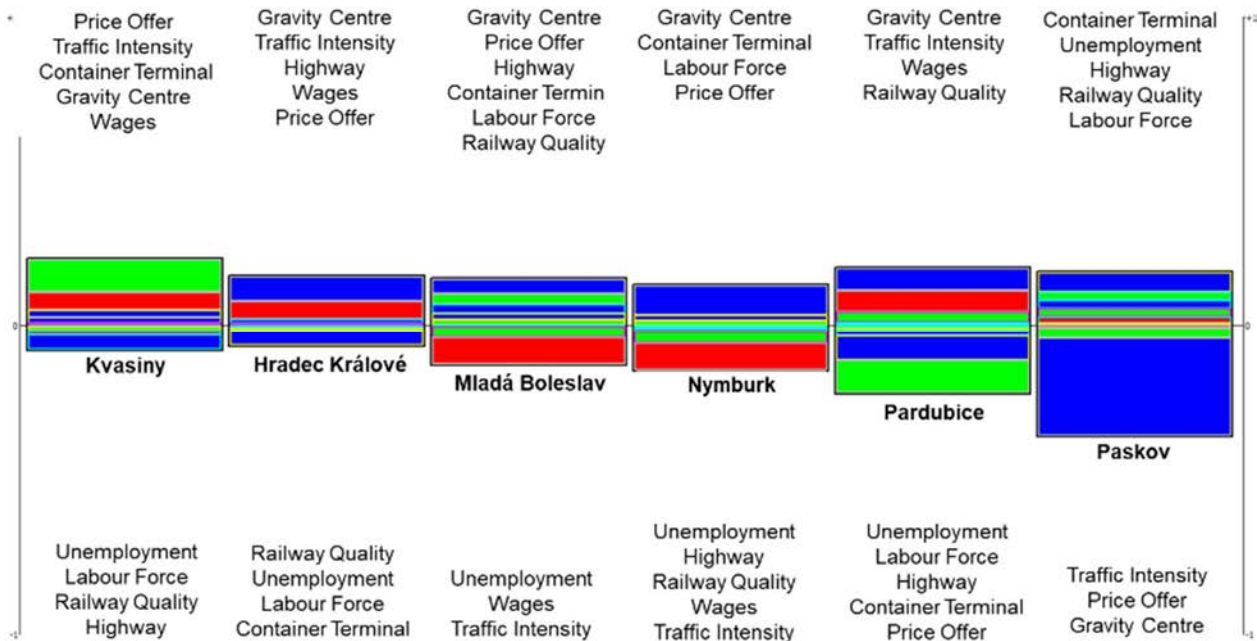 Price Offer
Traffic Intensity
Container Terminal
Gravity Centre
Wages
Gravity Centre
Traffic Intensity
Highway
Wages
Price Offer
Gravity Centre
Price Offer
Highway
Container Termin
Labour Force
Railway Quality
Gravity Centre
Container Terminal
Labour Force
Price Offer
Gravity Centre
Traffic Intensity
Wages
Railway Quality
Container Terminal
Unemployment
Highway
Railway Quality
Labour Force
0
0
Kvasiny
Hradec Králové
Mladá Boleslav
Nymburk
Pardubice
Paskov
Unemployment
Labour Force
Railway Quality
Highway
Railway Quality
Unemployment
Labour Force
Container Terminal
Unemployment
Wages
Traffic Intensity
Unemployment
Highway
Railway Quality
Wages
Traffic Intensity
Unemployment
Labour Force
Highway
Container Terminal
Price Offer
Traffic Intensity
Price Offer
Gravity Centre
-1